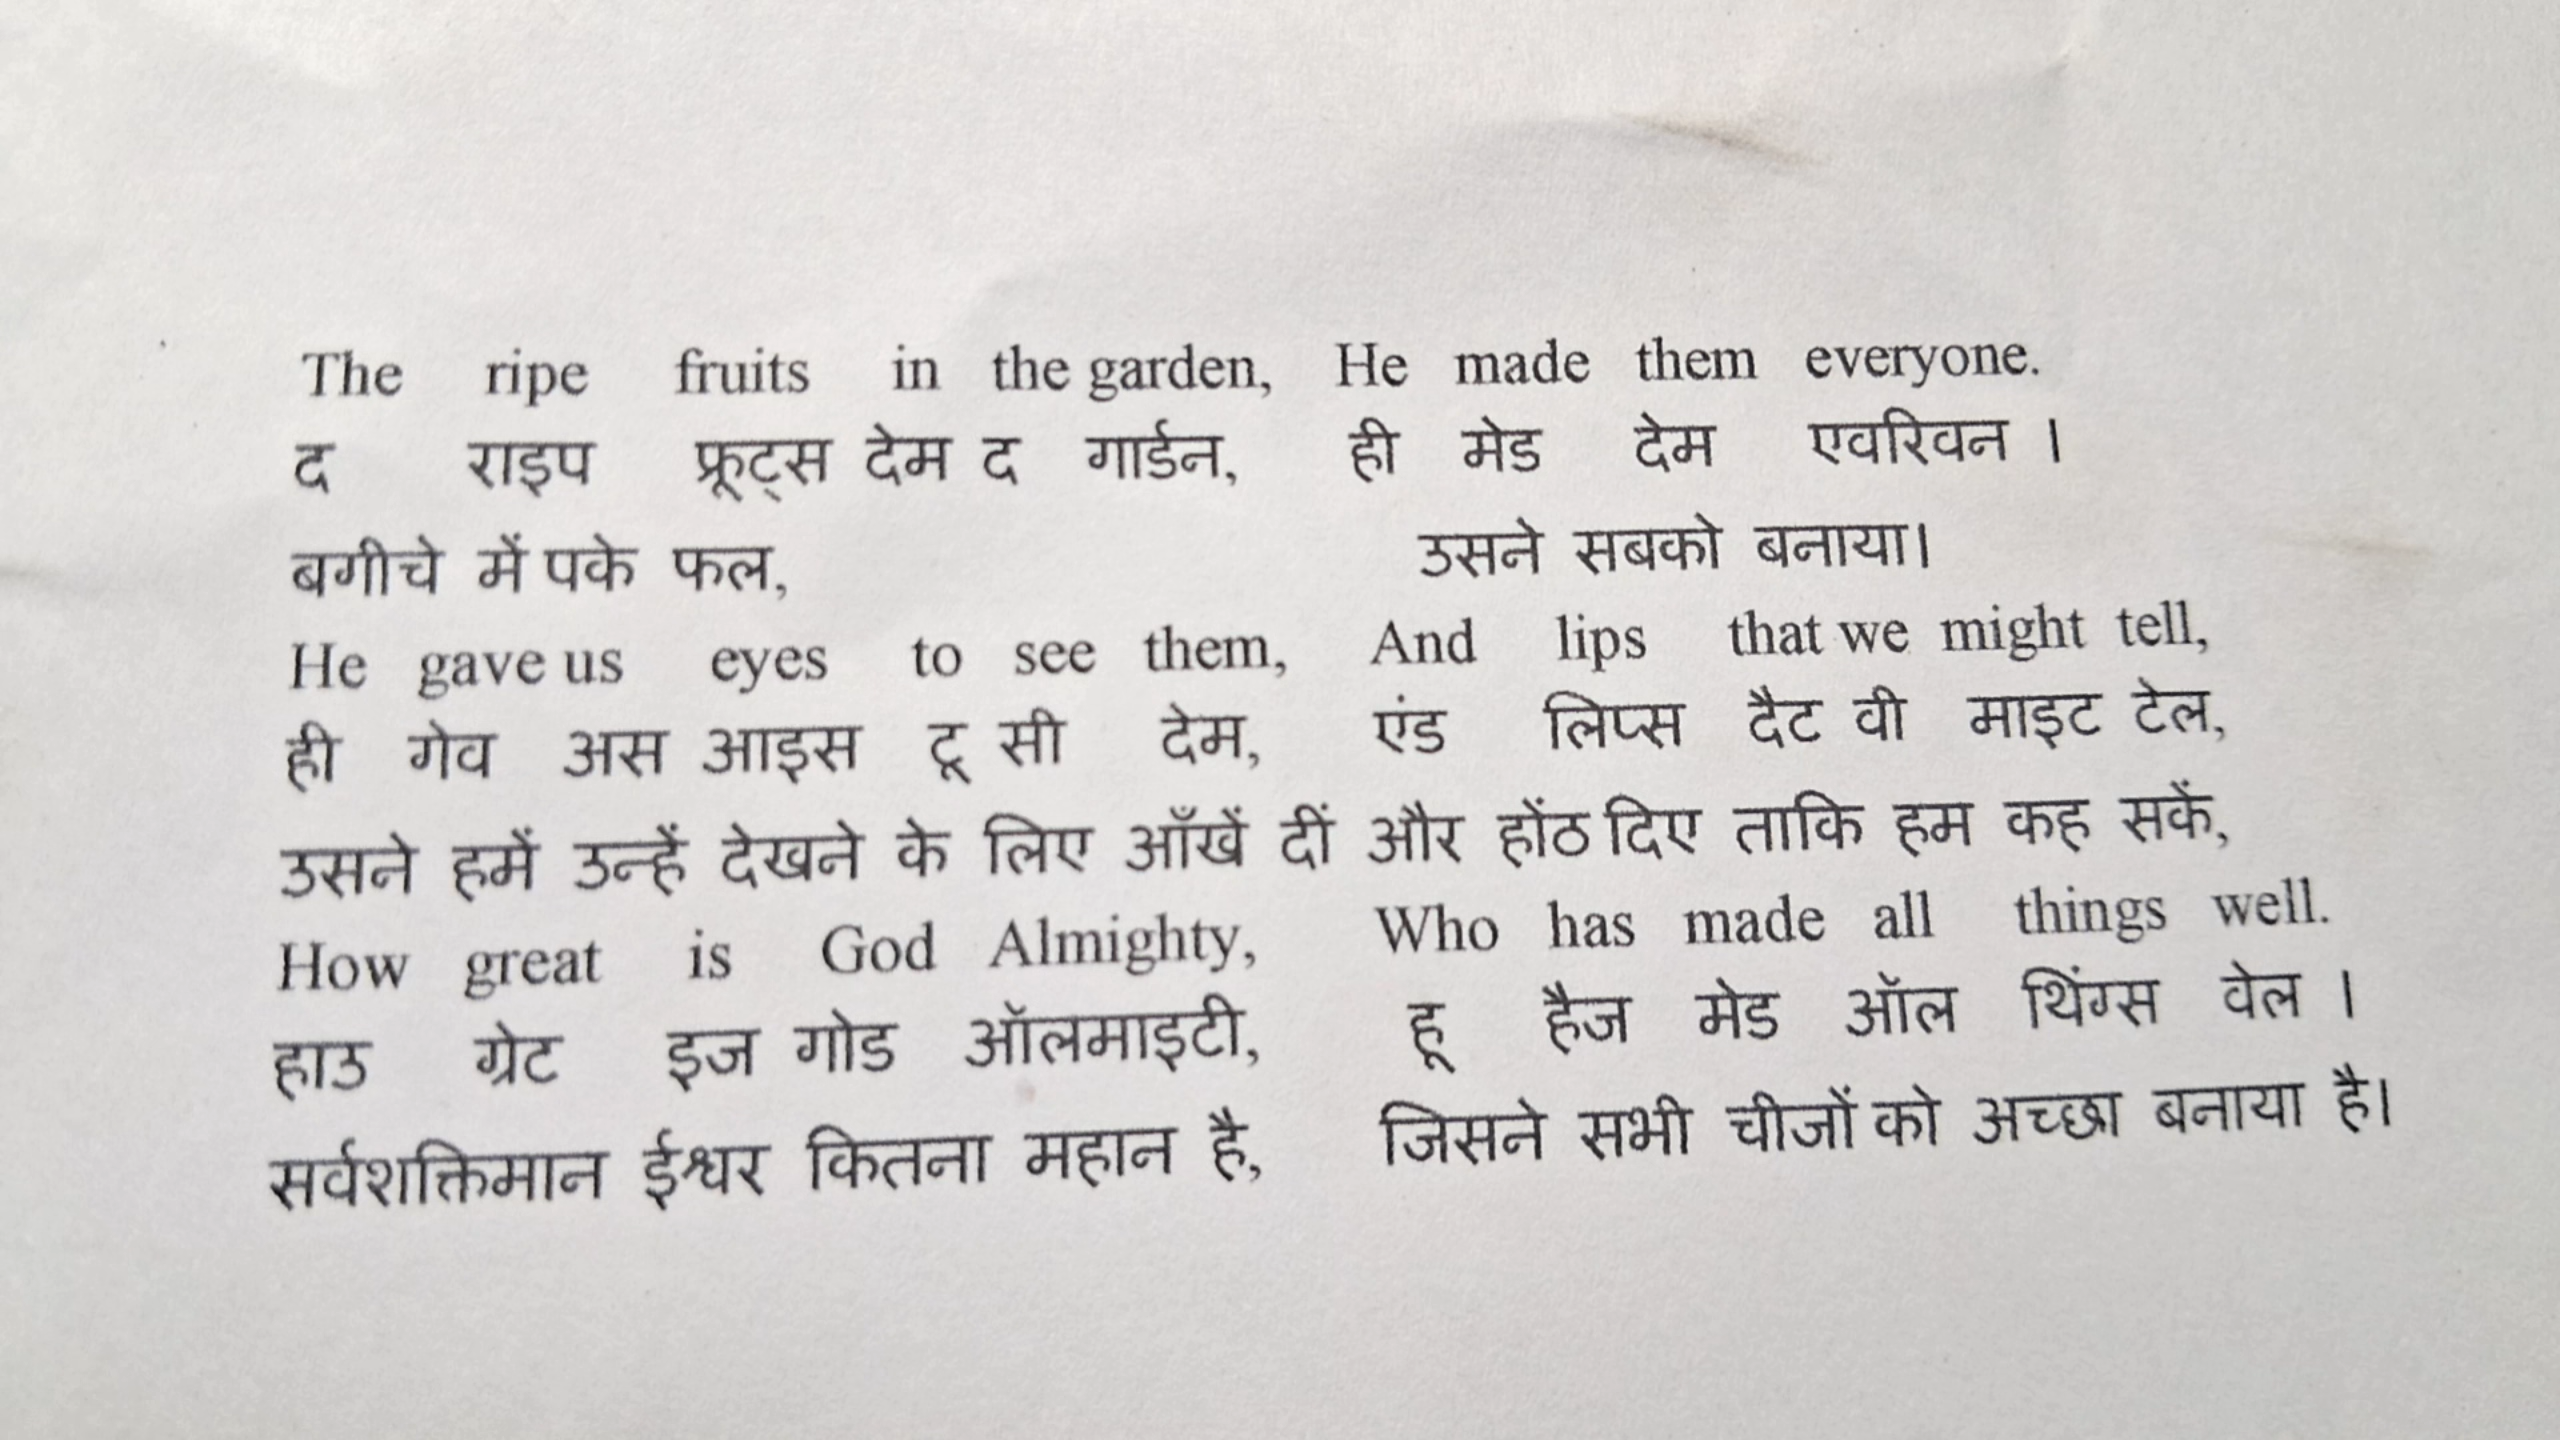 The ripe fruits in the garden, He made them everyone.
द राइप फ्रूट्स देम द गार्डन, ही मेड देम एवरिवन ।
बगीचे में पके फल, उसने सबको बनाया।
He gave us eyes to see them, And lips that we might tell,
ही गेव अस आइस टू सी देम, एंड लिप्स दैट वी माइट टेल,
उसने हमें उन्हें देखने के लिए आँखें दीं और होंठ दिए ताकि हम कह सकें,
How great is God Almighty, Who has made all things well.
हाउ ग्रेट इज गोड ऑलमाइटी, हू हैज मेड ऑल थिंग्स वेल ।
सर्वशक्तिमान ईश्वर कितना महान है, जिसने सभी चीजों को अच्छा बनाया है।